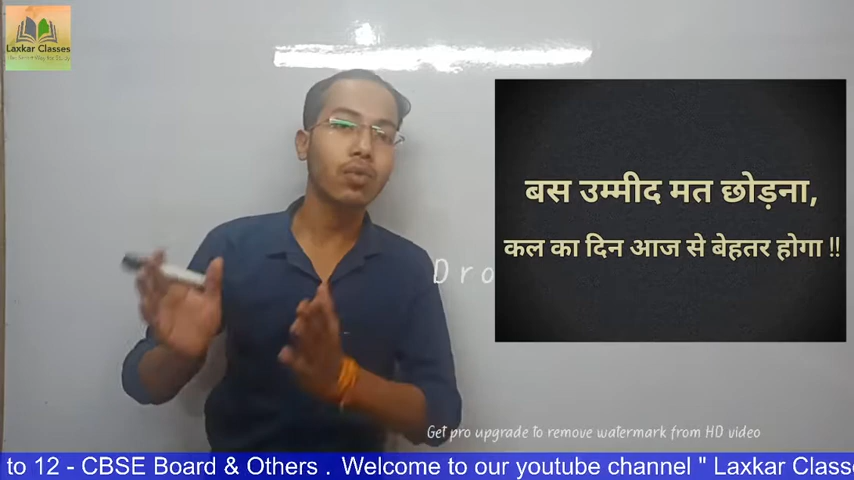 Laxkar Classes
बस उम्मीद मत छोड़ना,
कल का दिन आज से बेहतर होगा !!
Dro
Get pro upgrade to remove watermark from HD video
to 12 - CBSE Board & Others . Welcome to our youtube channel " Laxkar Classe